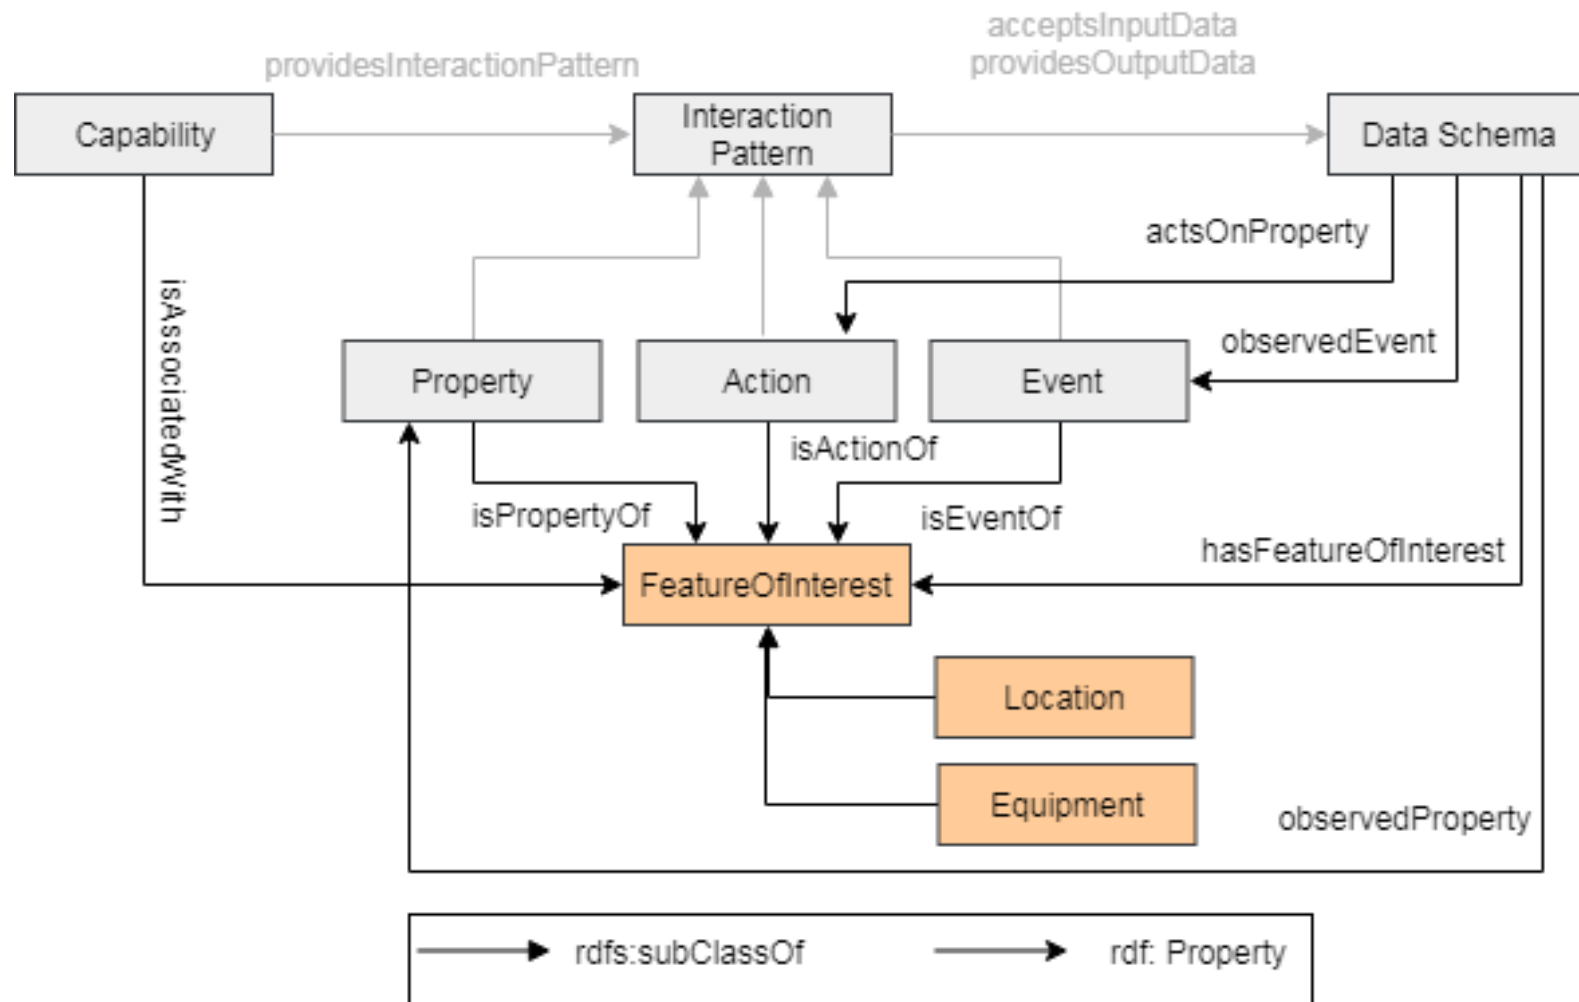 acceptsInputData
providesInteractionPattern
providesOutputData
Capability
Interaction
Pattern
Data Schema
actsOnProperty
isAssociatedWith
observedEvent
Property
Action
Event
isActionOf
isPropertyOf
isEventOf
hasFeatureOfInterest
FeatureOfInterest
Location
Equipment
observedProperty
rdfs:subClassOf
rdf: Property